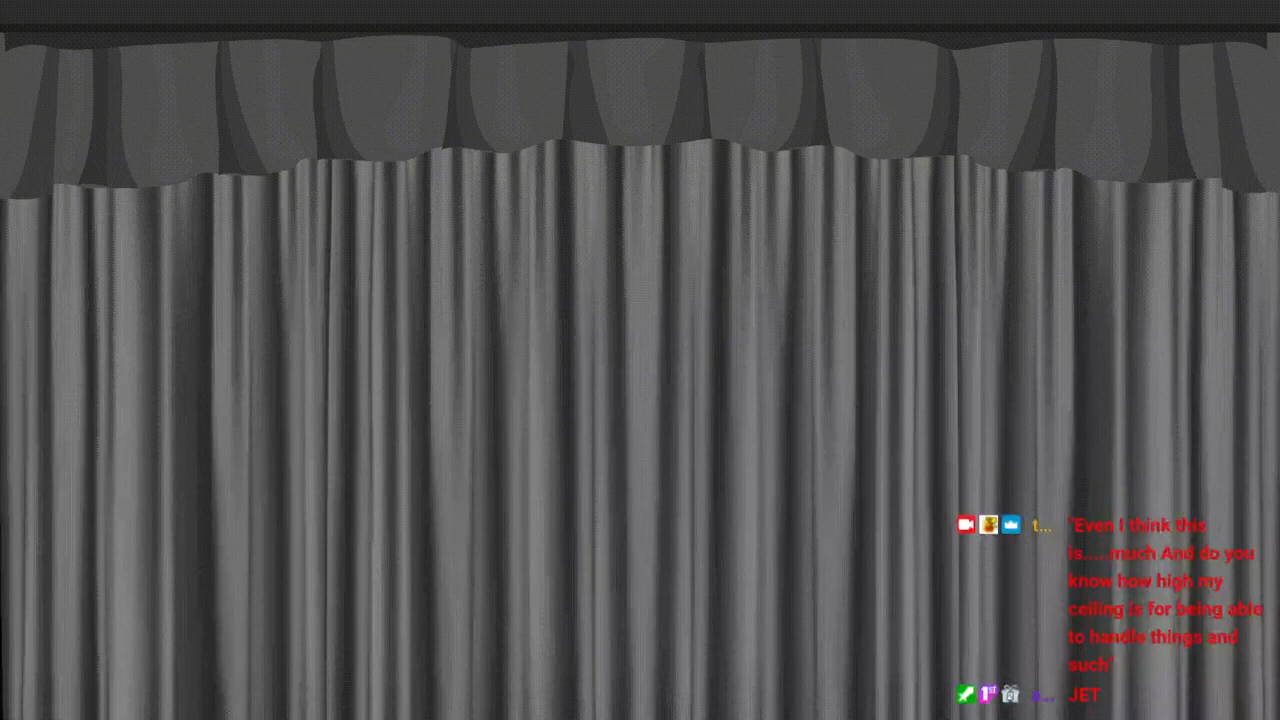 t... "Even I think this
is.....much And do you
know how high my
ceiling is for being able
to handle things and
such"
JET